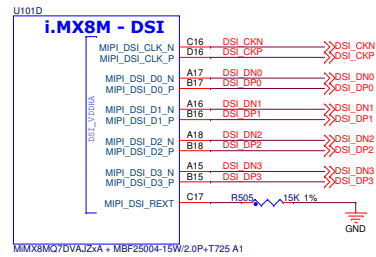 U101D
i.MX8M - DSI
DSI_VDDHA
MIPI_DSI_CLK_N C16 DSI_CKN DSI_CKN
MIPI_DSI_CLK_P D16 DSI_CKP DSI_CKP
MIPI_DSI_D0_N A17 DSI_DN0 DSI_DN0
MIPI_DSI_D0_P B17 DSI_DP0 DSI_DP0
MIPI_DSI_D1_N A16 DSI_DN1 DSI_DN1
MIPI_DSI_D1_P B16 DSI_DP1 DSI_DP1
MIPI_DSI_D2_N A18 DSI_DN2 DSI_DN2
MIPI_DSI_D2_P B18 DSI_DP2 DSI_DP2
MIPI_DSI_D3_N A15 DSI_DN3 DSI_DN3
MIPI_DSI_D3_P B15 DSI_DP3 DSI_DP3
MIPI_DSI_REXT C17 R505 15K 1%
GND
MiMX8MQ7DVAJZxA + MBF25004-15W/2.0P+T725 A1